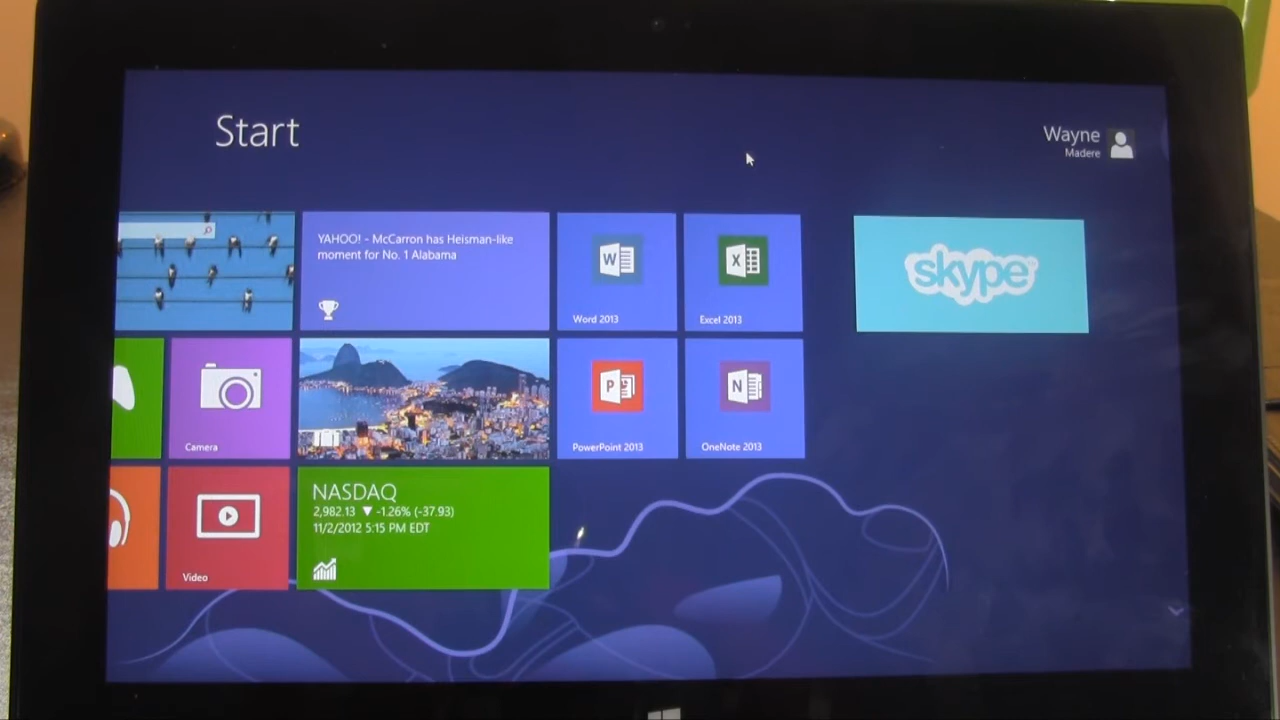 Start
Wayne
Madere
YAHOO! - McCarron has Heisman-like
moment for No. 1 Alabama
W
Word 2013
X
Excel 2013
skype
Camera
P
PowerPoint 2013
N
OneNote 2013
Video
NASDAQ
2,982.13 ▼ -1.26% (-37.93)
11/2/2012 5:15 PM EDT